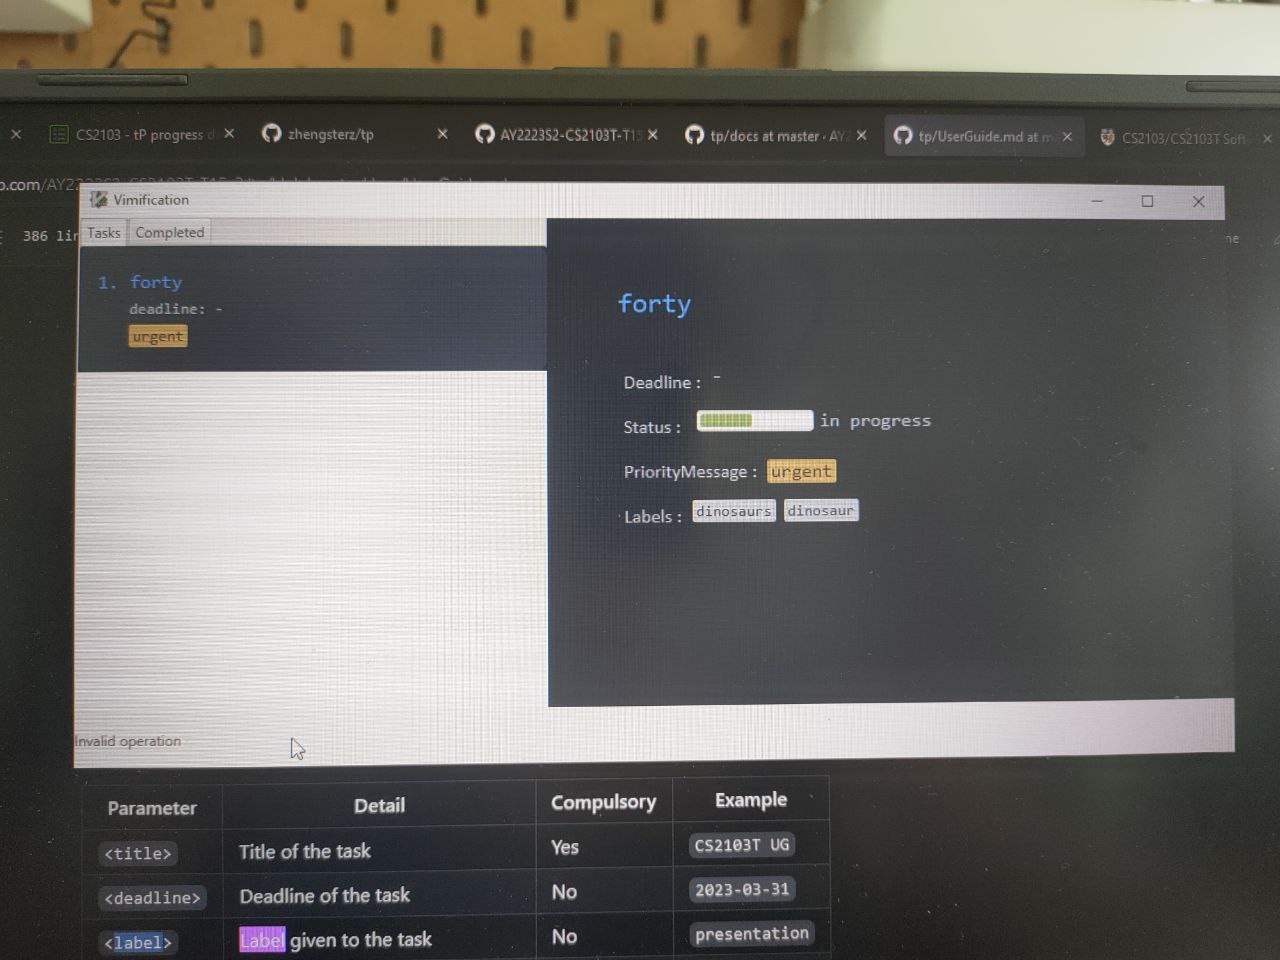 CS2103 - tP progress d
zhengsterz/tp
AY2223S2-CS2103T-T15
tp/docs at master · AY2
tp/UserGuide.md at m
CS2103/CS2103T Soft
Vimification
386 lin
Tasks
Completed
1. forty
deadline: -
urgent
forty
Deadline : -
Status : in progress
PriorityMessage : urgent
Labels : dinosaurs dinosaur
Invalid operation
Parameter Detail Compulsory Example
<title> Title of the task Yes CS2103T UG
<deadline> Deadline of the task No 2023-03-31
<label> Label given to the task No presentation